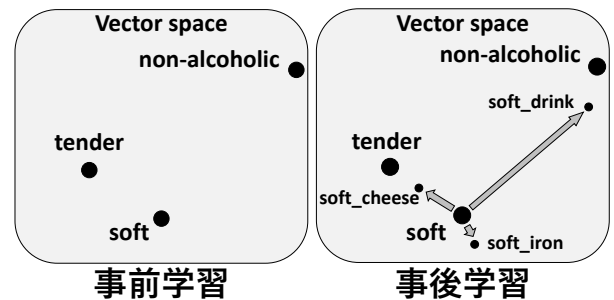 Vector space
non-alcoholic
tender
soft
事前学習
Vector space
non-alcoholic
soft_drink
tender
soft_cheese
soft
soft_iron
事後学習